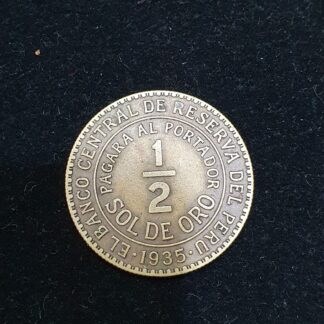 EL BANCO CENTRAL DE RESERVA DEL PERU
PAGARA AL PORTADOR
1/2
SOL DE ORO
·1935·